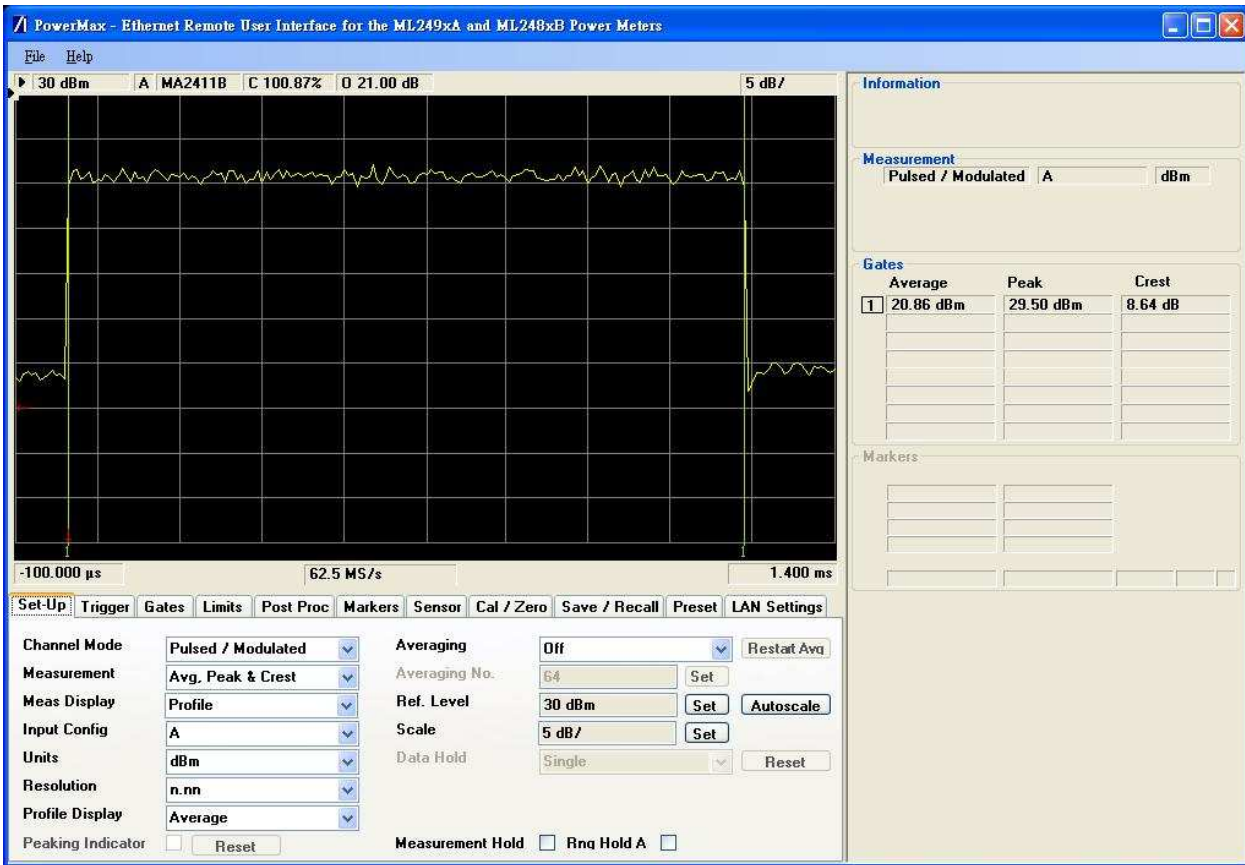 PowerMax - Ethernet Remote User Interface for the ML249xA and ML248xB Power Meters
File Help
30 dBm A MA2411B C 100.87% O 21.00 dB 5 dB/
1 1
-100.000 µs 62.5 MS/s 1.400 ms
Information
Measurement
Pulsed / Modulated A dBm
Gates
Average Peak Crest
1 20.86 dBm 29.50 dBm 8.64 dB
Markers
Set-Up Trigger Gates Limits Post Proc Markers Sensor Cal / Zero Save / Recall Preset LAN Settings
Channel Mode Pulsed / Modulated Averaging Off Restart Avg
Measurement Avg, Peak & Crest Averaging No. 64 Set
Meas Display Profile Ref. Level 30 dBm Set Autoscale
Input Config A Scale 5 dB/ Set
Units dBm Data Hold Single Reset
Resolution n.nn
Profile Display Average
Peaking Indicator Reset Measurement Hold Rng Hold A